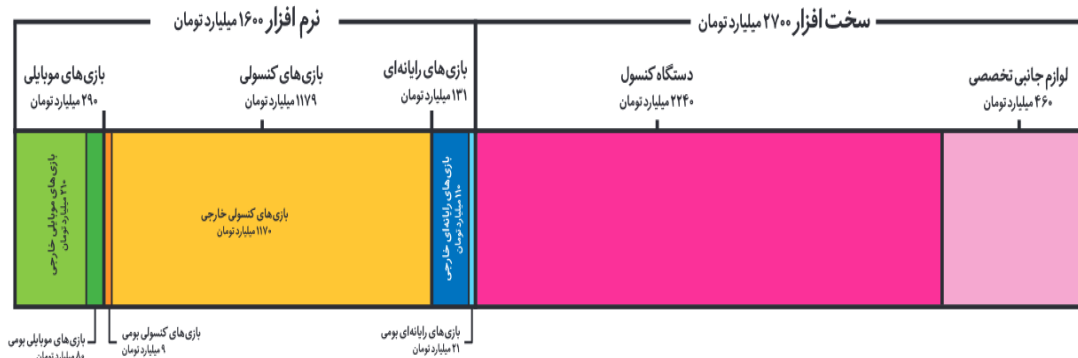 سخت افزار ۲۷۰۰ میلیارد تومان
نرم افزار ۱۶۰۰ میلیارد تومان
لوازم جانبی تخصصی
۴۶۰ میلیارد تومان
دستگاه کنسول
۲۲۴۰ میلیارد تومان
بازی‌های رایانه‌ای
۱۳۱ میلیارد تومان
بازی‌های کنسولی
۱۱۷۹ میلیارد تومان
بازی‌های موبایلی
۲۹۰ میلیارد تومان
بازی‌های رایانه‌ای خارجی
۱۱۰ میلیارد تومان
بازی‌های کنسولی خارجی
۱۱۷۰ میلیارد تومان
بازی‌های موبایلی خارجی
۲۱۰ میلیارد تومان
بازی‌های رایانه‌ای بومی
۲۱ میلیارد تومان
بازی‌های کنسولی بومی
۹ میلیارد تومان
بازی‌های موبایلی بومی
۸۰ میلیارد تومان